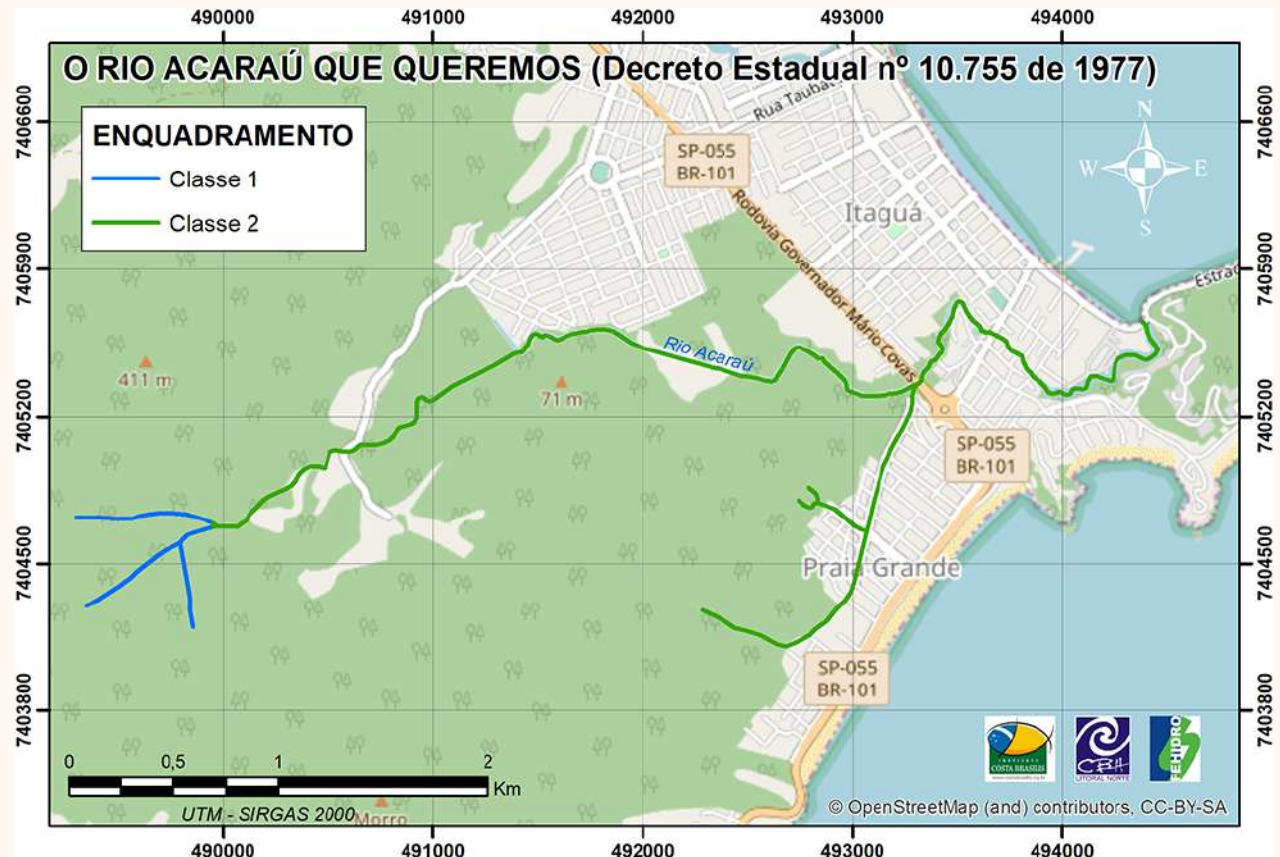 490000 491000 492000 493000 494000
O RIO ACARAÚ QUE QUEREMOS (Decreto Estadual nº 10.755 de 1977)
ENQUADRAMENTO
Classe 1
Classe 2
Rua Taubat
SP-055
BR-101
N
W E
S
7406600
7406600
Itaguá
Rodovia Governador Mário Covas
7405900
7405900
Estrad
Rio Acaraú
411 m
71 m
7405200
7405200
SP-055
BR-101
7404500
7404500
Praia Grande
SP-055
BR-101
7403800
7403800
0 0,5 1 2
Km
UTM - SIRGAS 2000
Morro
INSTITUTO
COSTA BRASILIS
CBH
LITORAL NORTE
FEHIDRO
© OpenStreetMap (and) contributors, CC-BY-SA
490000 491000 492000 493000 494000